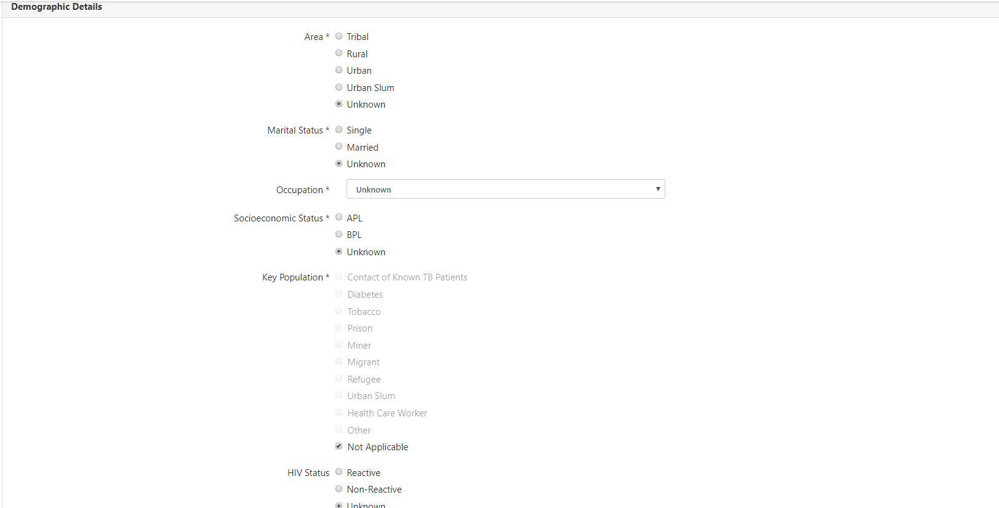 Demographic Details
Area * Tribal
Rural
Urban
Urban Slum
Unknown
Marital Status * Single
Married
Unknown
Occupation * Unknown
Socioeconomic Status * APL
BPL
Unknown
Key Population * Contact of Known TB Patients
Diabetes
Tobacco
Prison
Miner
Migrant
Refugee
Urban Slum
Health Care Worker
Other
Not Applicable
HIV Status Reactive
Non-Reactive
Unknown